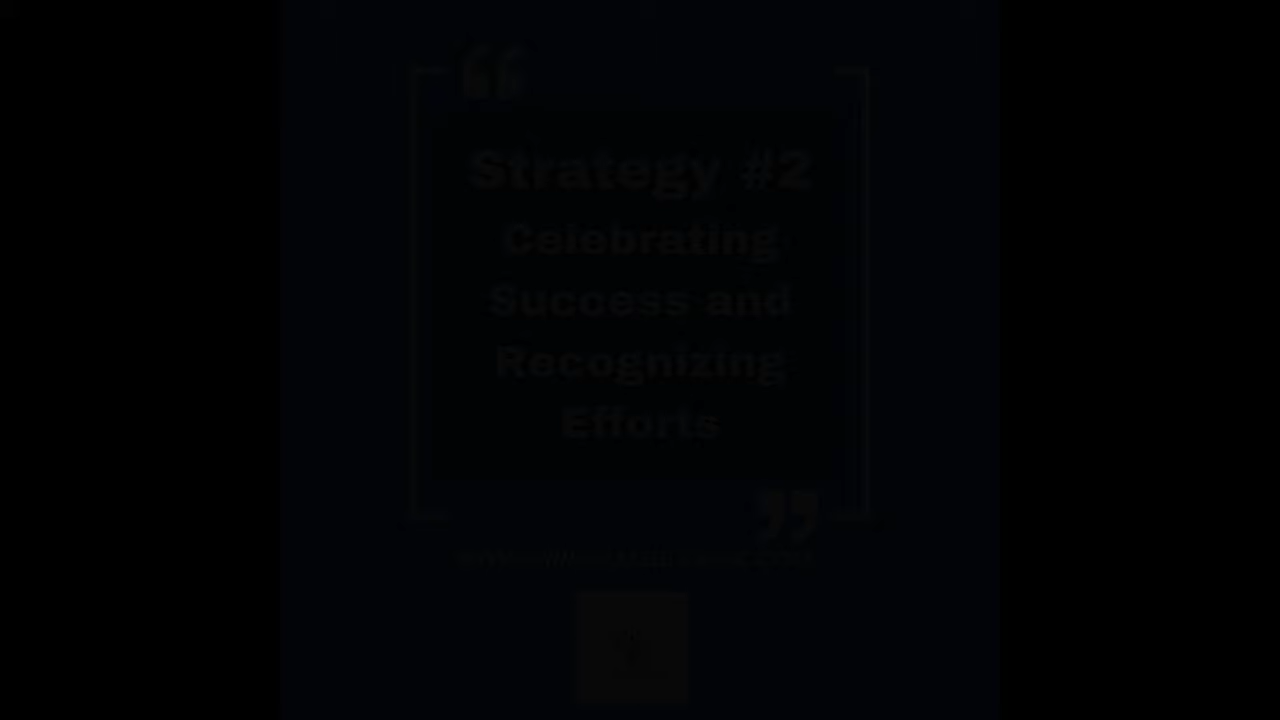 “
Strategy #2
Celebrating
Success and
Recognizing
Efforts
”